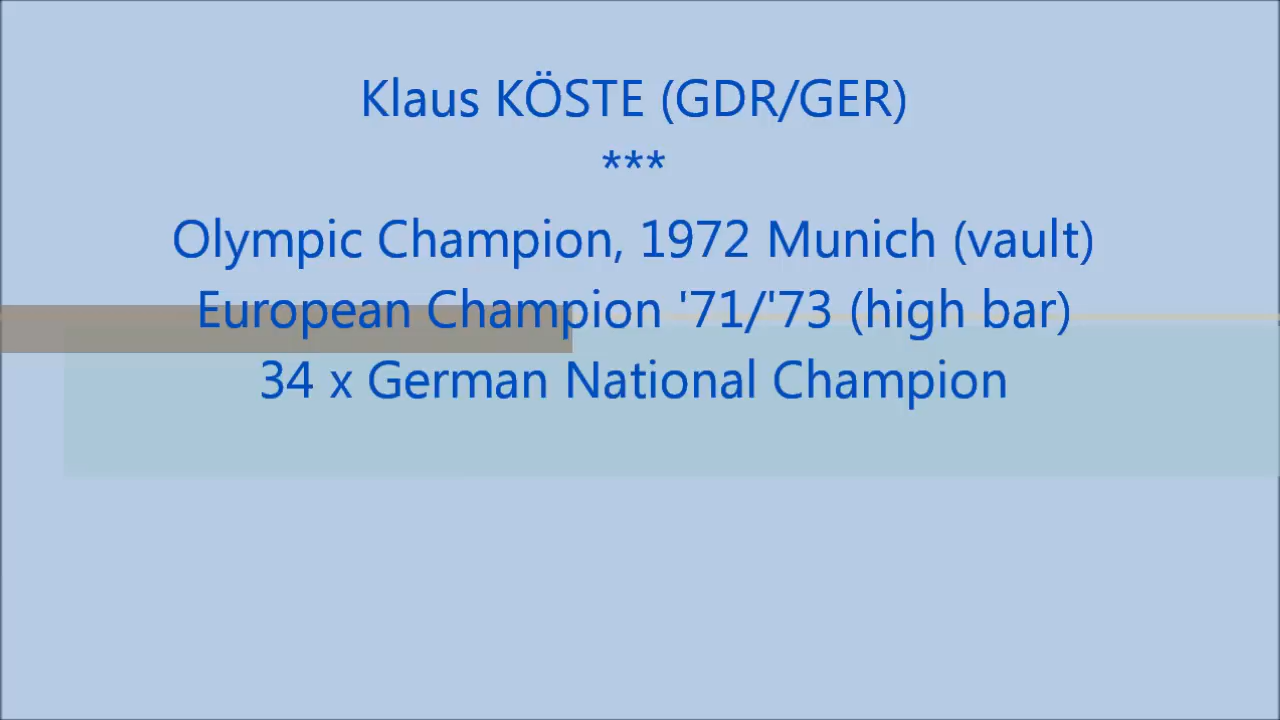 Klaus KÖSTE (GDR/GER)
***
Olympic Champion, 1972 Munich (vault)
European Champion '71/'73 (high bar)
34 x German National Champion